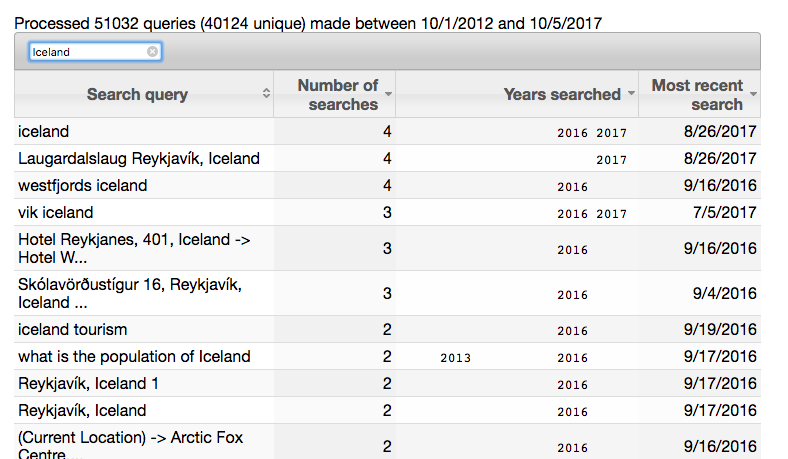 Processed 51032 queries (40124 unique) made between 10/1/2012 and 10/5/2017
Iceland
Search query Number of searches Years searched Most recent search
iceland 4 2016 2017 8/26/2017
Laugardalslaug Reykjavík, Iceland 4 2017 8/26/2017
westfjords iceland 4 2016 9/16/2016
vik iceland 3 2016 2017 7/5/2017
Hotel Reykjanes, 401, Iceland ->
Hotel W... 3 2016 9/16/2016
Skólavörðustígur 16, Reykjavík,
Iceland ... 3 2016 9/4/2016
iceland tourism 2 2016 9/19/2016
what is the population of Iceland 2 2013 2016 9/17/2016
Reykjavík, Iceland 1 2 2016 9/17/2016
Reykjavík, Iceland 2 2016 9/17/2016
(Current Location) -> Arctic Fox
Centre,... 2 2016 9/16/2016